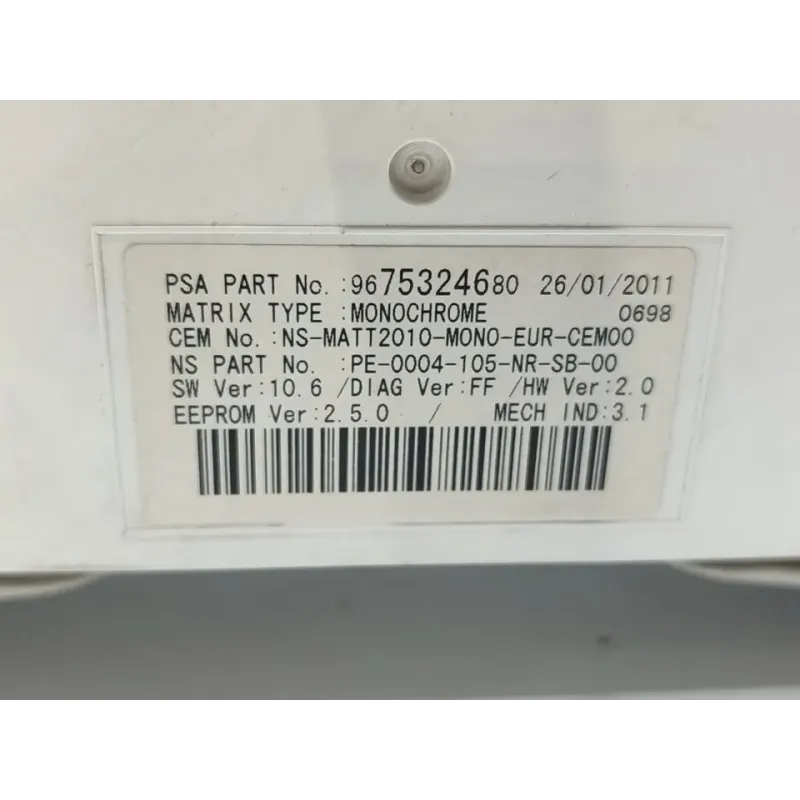 PSA PART No. :9675324680 26/01/2011
MATRIX TYPE :MONOCHROME 0698
CEM No. :NS-MATT2010-MONO-EUR-CEM00
NS PART No. :PE-0004-105-NR-SB-00
SW Ver:10.6 /DIAG Ver:FF /HW Ver:2.0
EEPROM Ver:2.5.0 / MECH IND:3.1